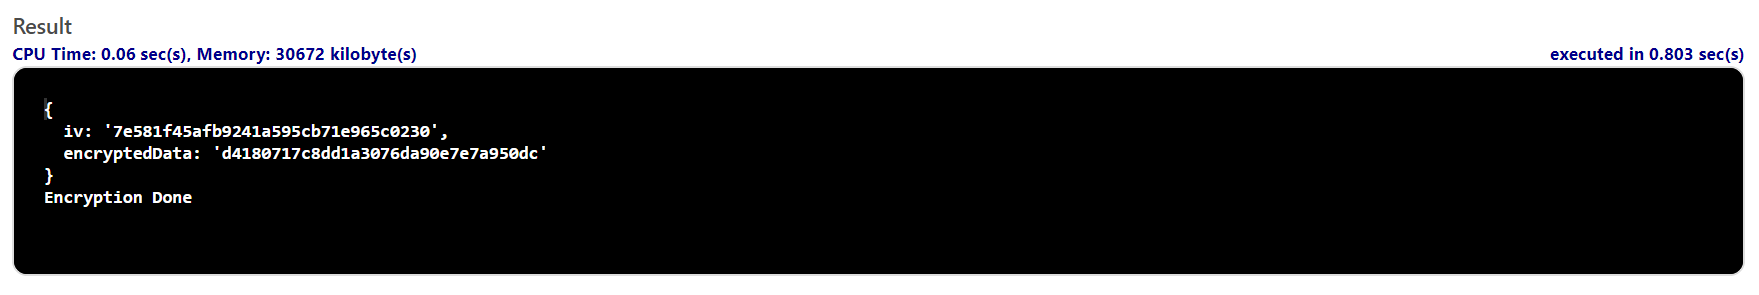 Result
CPU Time: 0.06 sec(s), Memory: 30672 kilobyte(s)
executed in 0.803 sec(s)
{
iv: '7e581f45afb9241a595cb71e965c0230',
encryptedData: 'd4180717c8dd1a3076da90e7e7a950dc'
}
Encryption Done